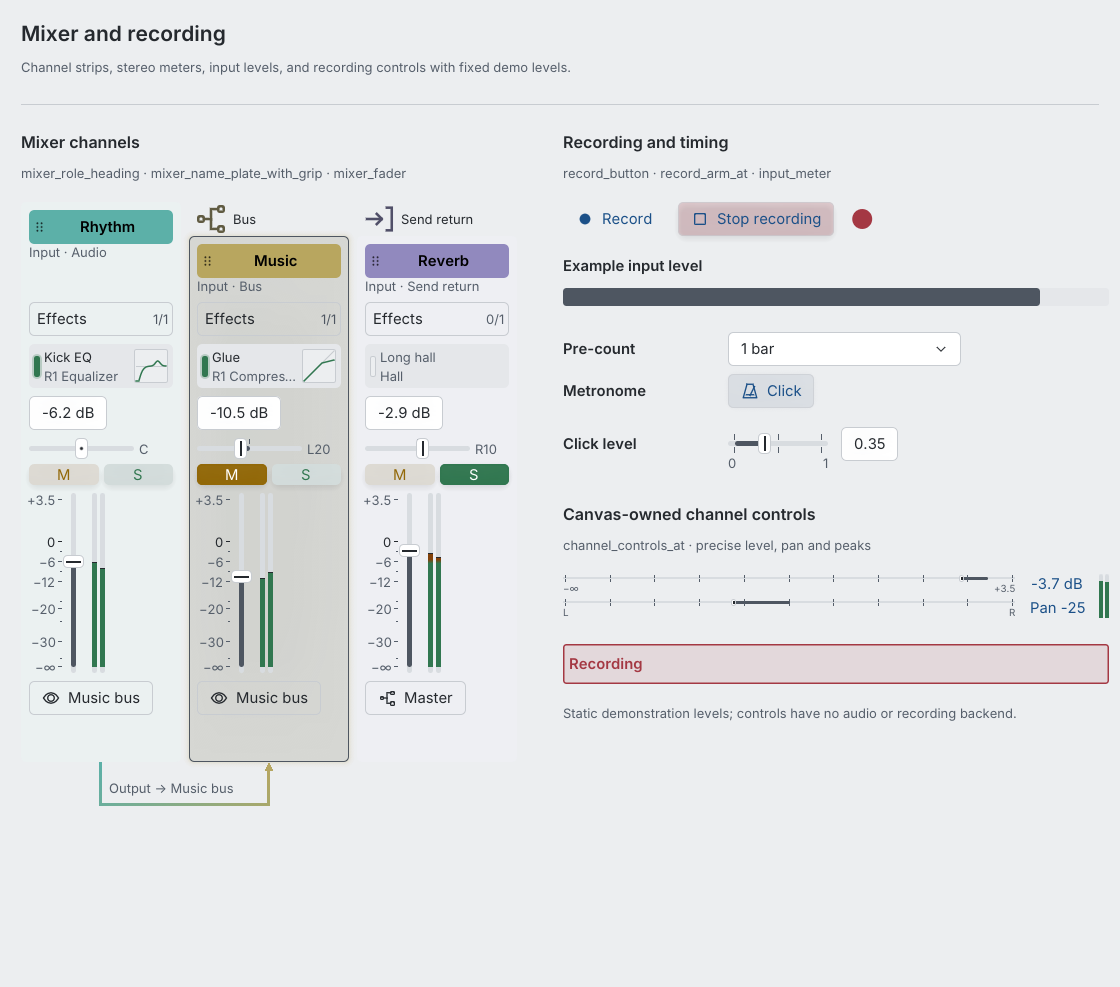 Mixer and recording
Channel strips, stereo meters, input levels, and recording controls with fixed demo levels.
Mixer channels
mixer_role_heading · mixer_name_plate_with_grip · mixer_fader
Rhythm
Input · Audio
Effects 1/1
Kick EQ
R1 Equalizer
-6.2 dB
C
M S
+3.5
0
−6
−12
−20
−30
−∞
Music bus
Bus
Music
Input · Bus
Effects 1/1
Glue
R1 Compres...
-10.5 dB
L20
M S
+3.5
0
−6
−12
−20
−30
−∞
Music bus
Send return
Reverb
Input · Send return
Effects 0/1
Long hall
Hall
-2.9 dB
R10
M S
+3.5
0
−6
−12
−20
−30
−∞
Master
Output → Music bus
Recording and timing
record_button · record_arm_at · input_meter
Record Stop recording
Example input level
Pre-count 1 bar
Metronome Click
Click level 0.35
0 1
Canvas-owned channel controls
channel_controls_at · precise level, pan and peaks
−∞ +3.5 -3.7 dB
L R Pan -25
Recording
Static demonstration levels; controls have no audio or recording backend.